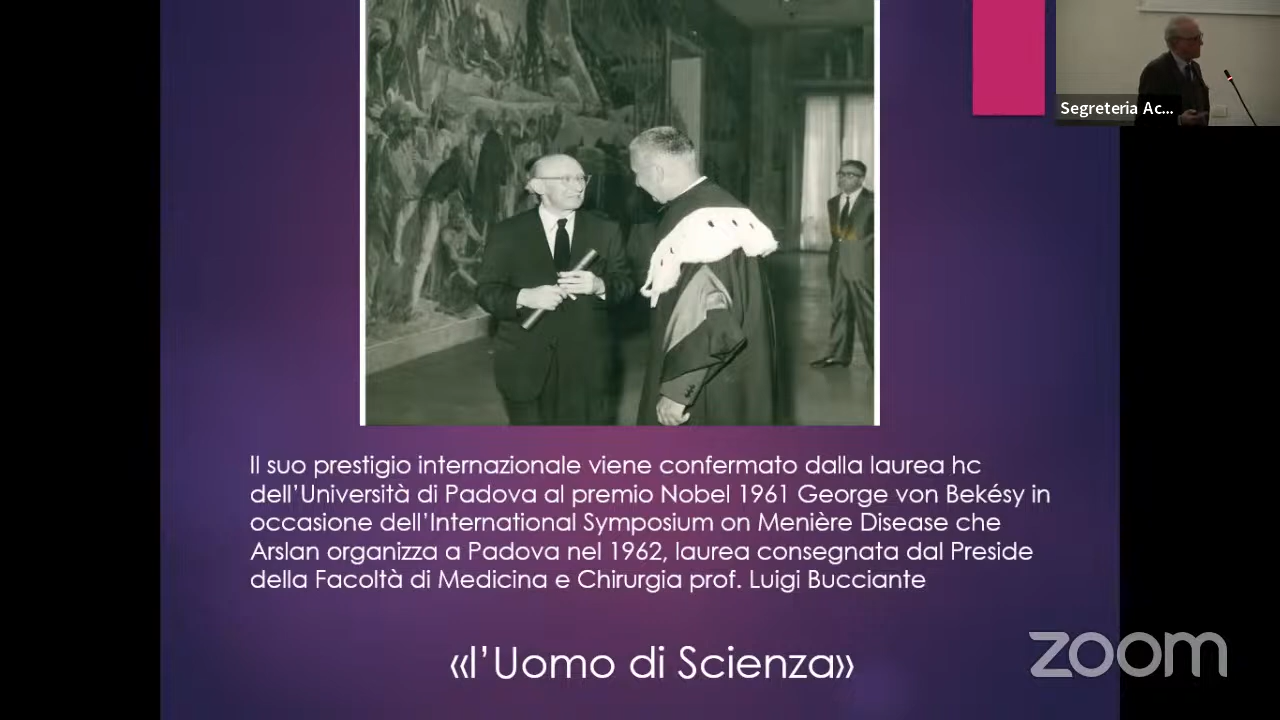 Segreteria Ac...
Il suo prestigio internazionale viene confermato dalla laurea hc
dell’Università di Padova al premio Nobel 1961 George von Bekésy in
occasione dell’International Symposium on Menière Disease che
Arslan organizza a Padova nel 1962, laurea consegnata dal Preside
della Facoltà di Medicina e Chirurgia prof. Luigi Bucciante
«l’Uomo di Scienza»
zoom